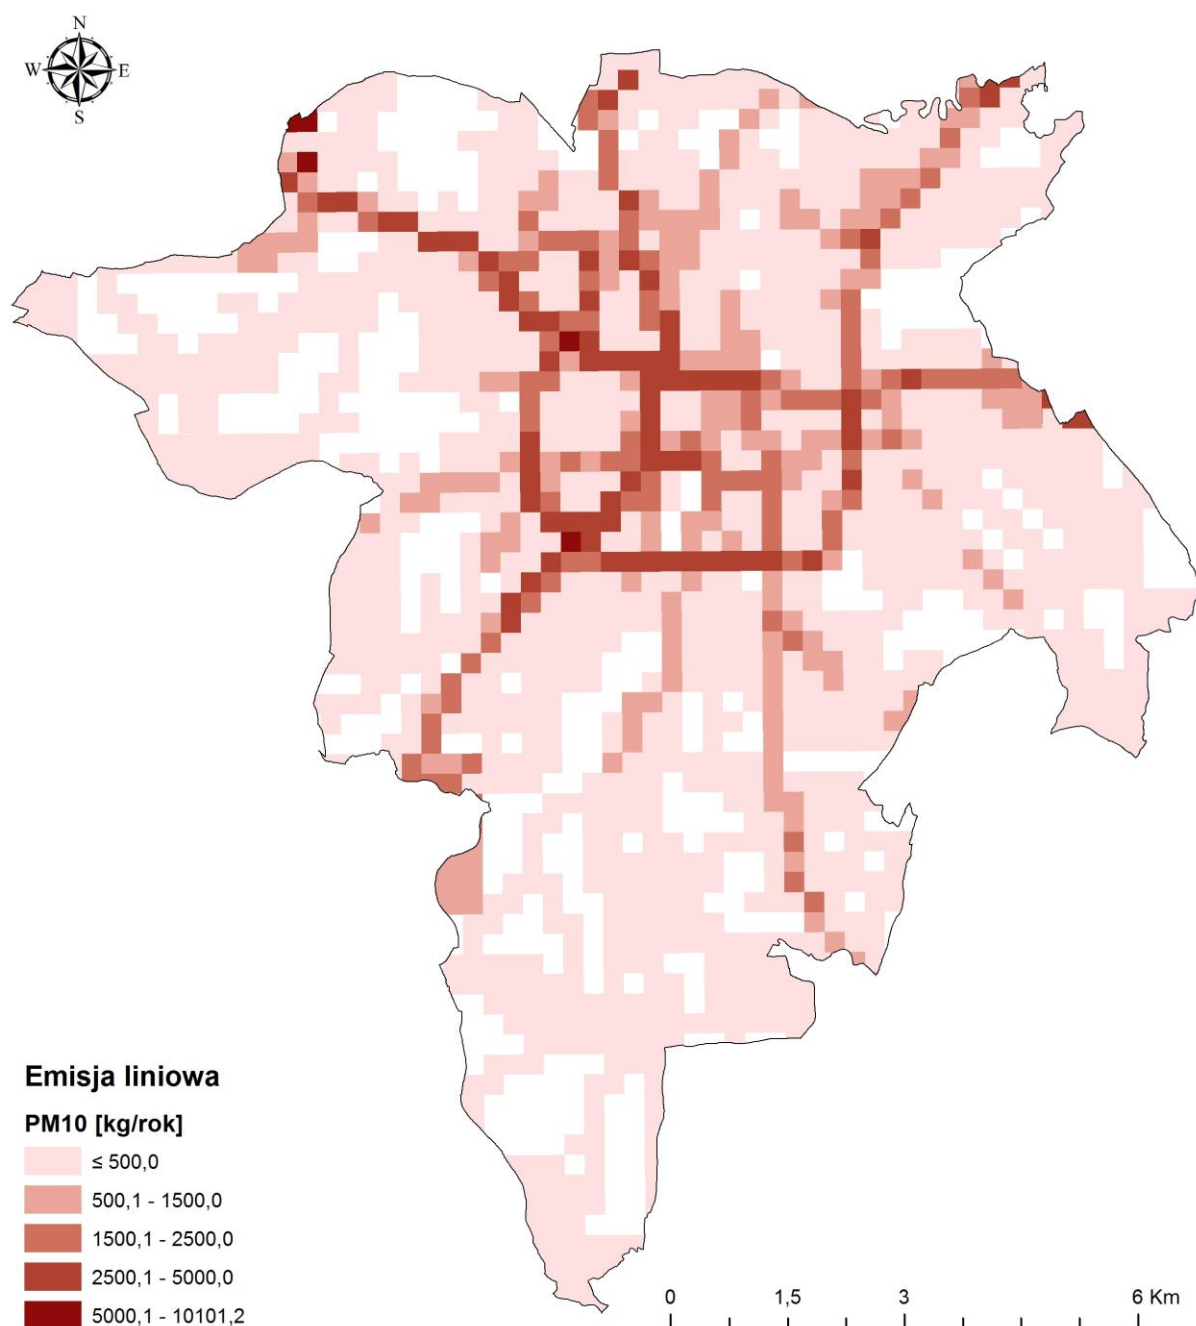 N
W E
S
Emisja liniowa
PM10 [kg/rok]
≤ 500,0
500,1 - 1500,0
1500,1 - 2500,0
2500,1 - 5000,0
5000,1 - 10101,2
0 1,5 3 6 Km